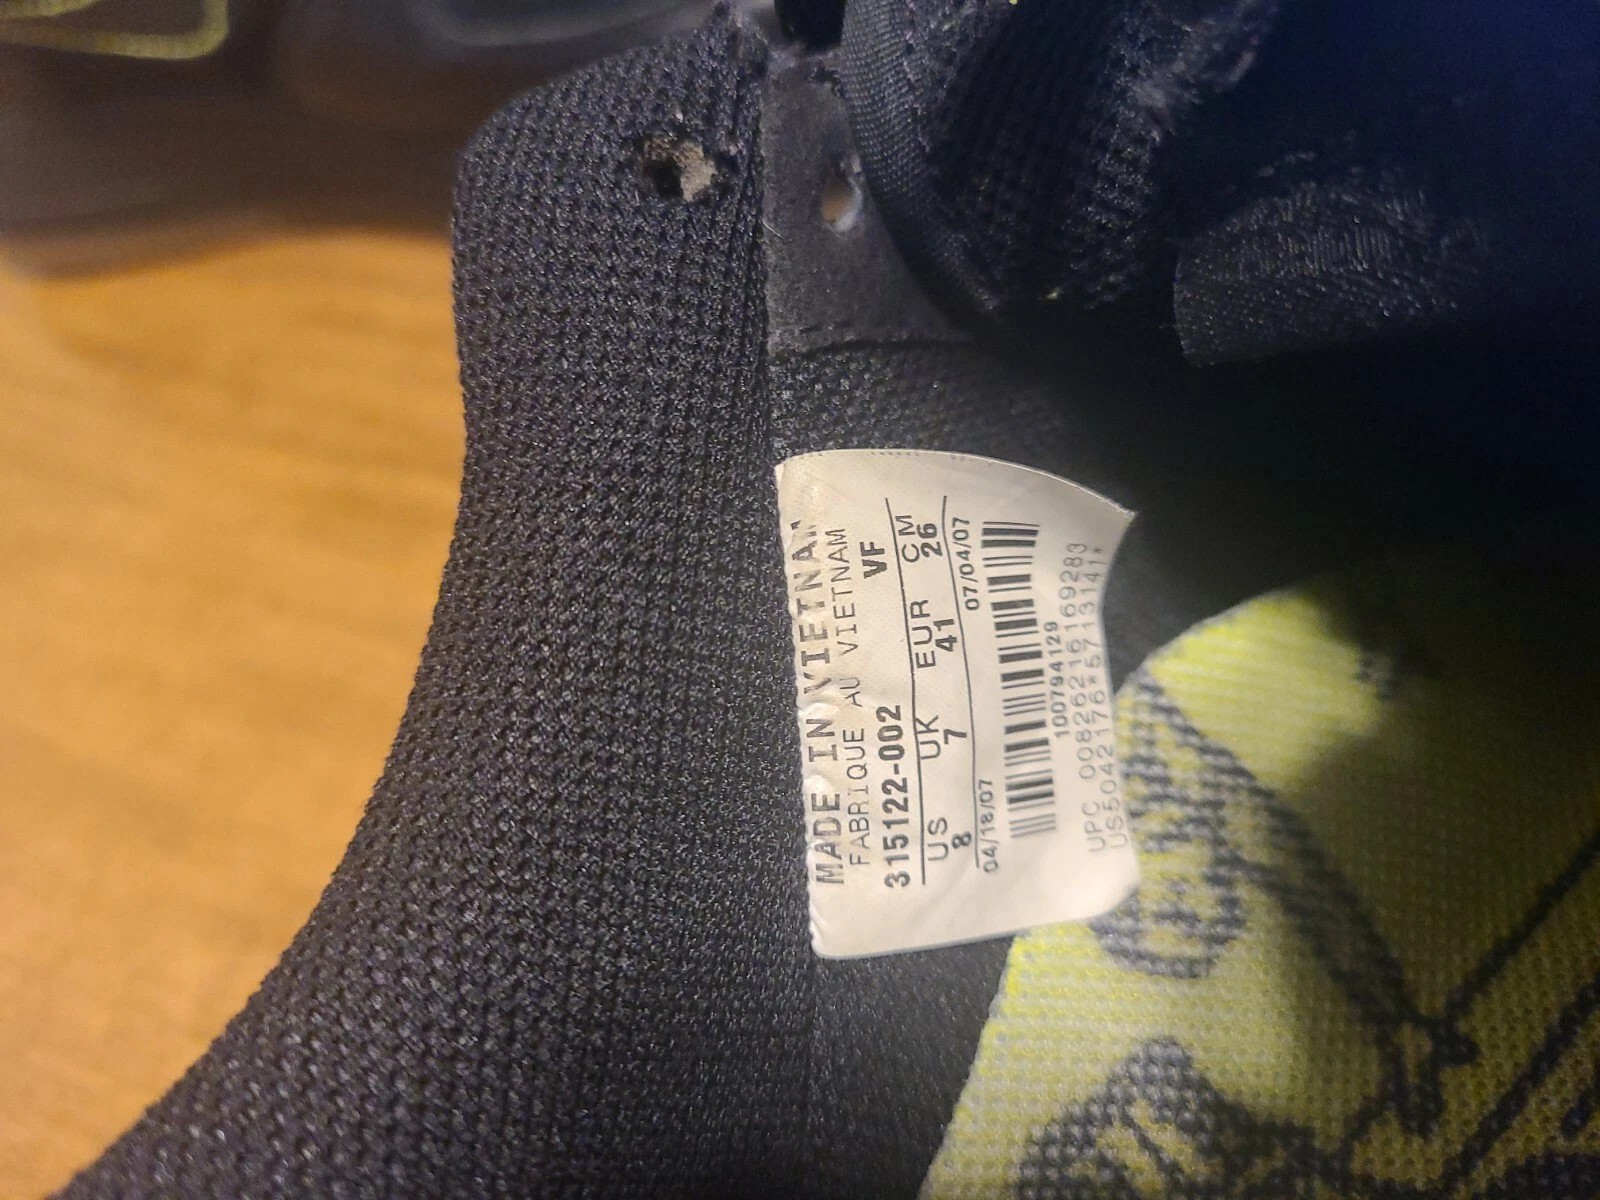 MADE IN VIETNAM
FABRIQUE AU VIETNAM
315122-002 VF
US UK EUR CM
8 7 41 26
04/18/07 07/04/07
100794129
UPC 00826216169283
US5042176*5713141*